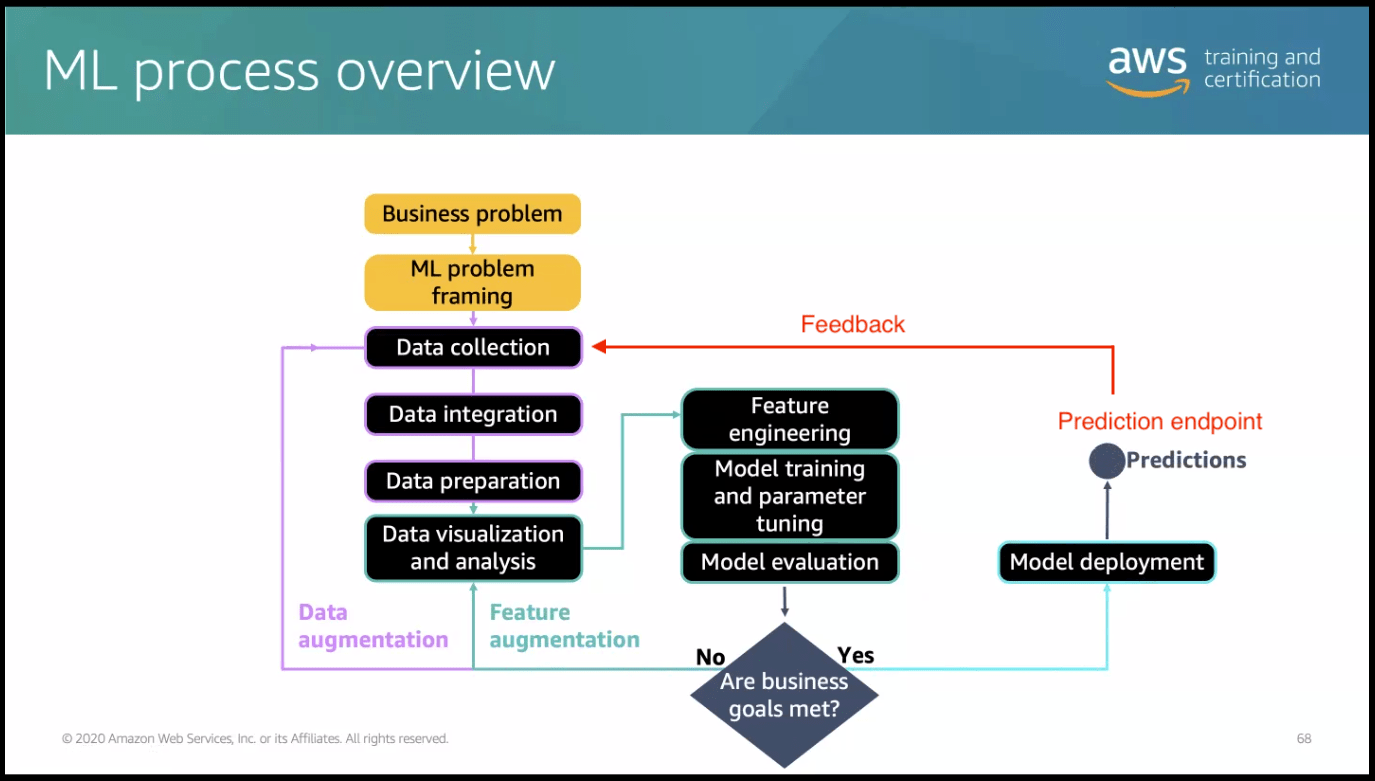 ML process overview
aws
training and
certification
Business problem
ML problem
framing
Data collection
Feedback
Data integration
Data preparation
Data visualization
and analysis
Feature
engineering
Model training
and parameter
tuning
Model evaluation
Prediction endpoint
Predictions
Model deployment
Data
augmentation
Feature
augmentation
No
Yes
Are business
goals met?
© 2020 Amazon Web Services, Inc. or its Affiliates. All rights reserved.
68